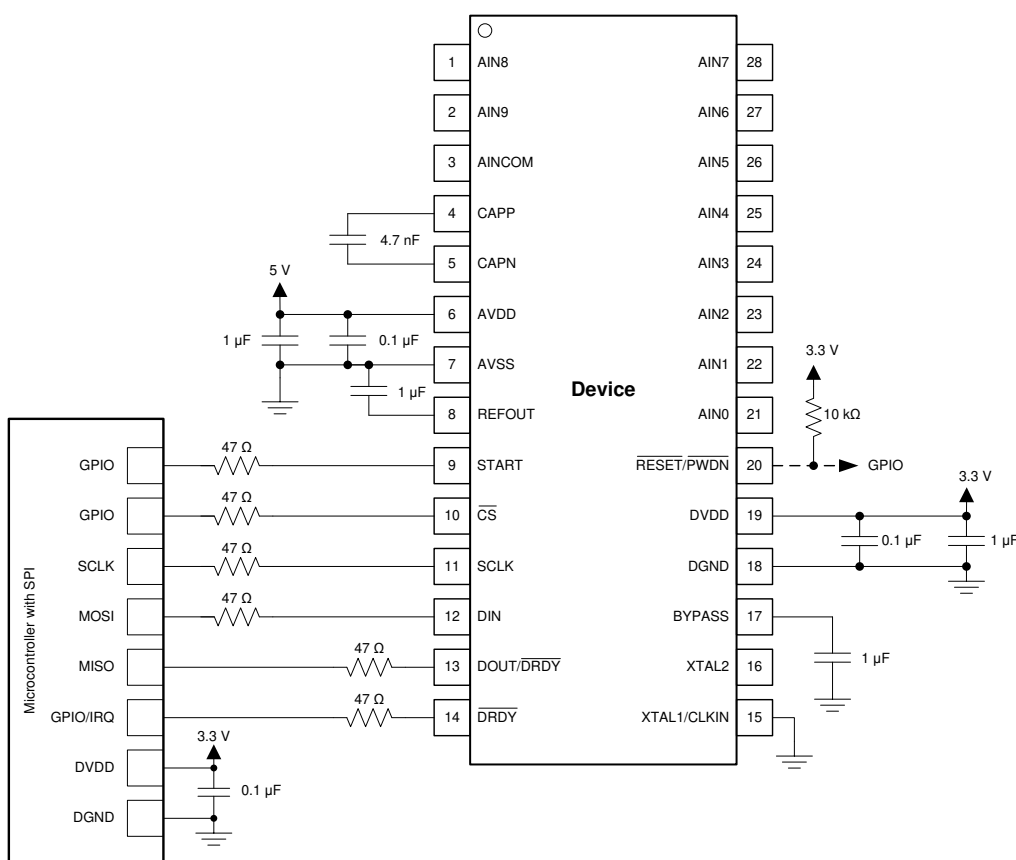 1 AIN8 AIN7 28
2 AIN9 AIN6 27
3 AINCOM AIN5 26
4 CAPP AIN4 25
4.7 nF
5 CAPN AIN3 24
5 V
6 AVDD AIN2 23
1 µF 0.1 µF
7 AVSS AIN1 22
3.3 V
1 µF
Device
8 REFOUT AIN0 21
10 kΩ
47 Ω
GPIO 9 START RESET/PWDN 20 GPIO
3.3 V
47 Ω
GPIO 10 CS DVDD 19
0.1 µF 1 µF
47 Ω
SCLK 11 SCLK DGND 18
47 Ω
MOSI 12 DIN BYPASS 17
47 Ω
MISO 13 DOUT/DRDY XTAL2 16
1 µF
47 Ω
GPIO/IRQ 14 DRDY XTAL1/CLKIN 15
3.3 V
DVDD
0.1 µF
DGND
Microcontroller with SPI